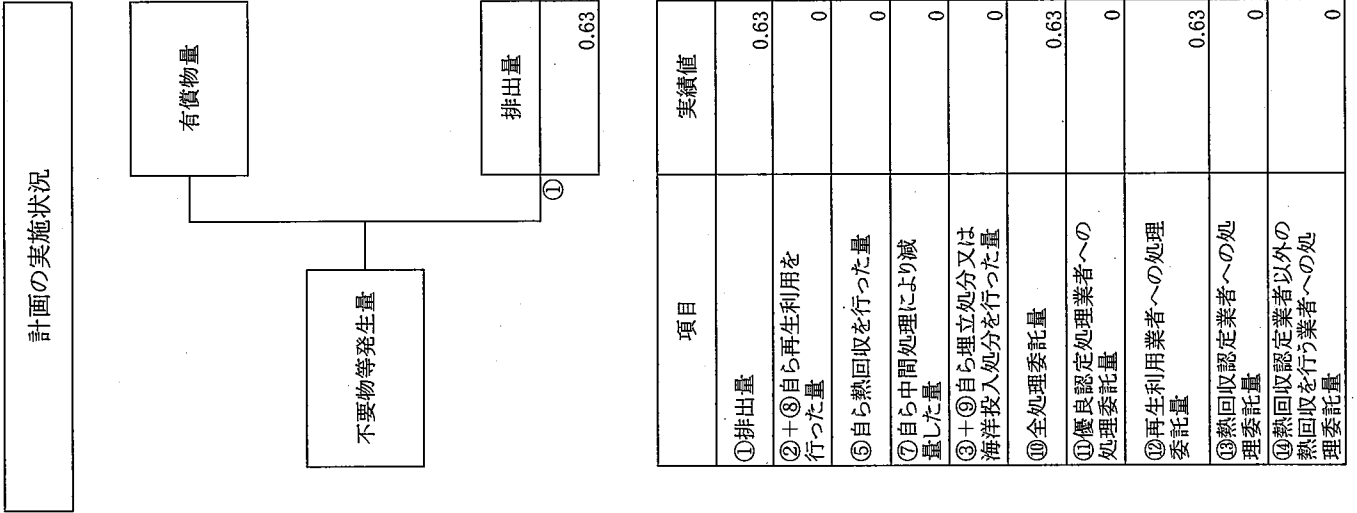 計画の実施状況
有償物量
不要物等発生量
排出量
①
0.63
項目
実績値
①排出量
0.63
②+⑧自ら再生利用を
行った量
0
⑤自ら熱回収を行った量
0
⑦自ら中間処理により減
量した量
0
③+⑨自ら埋立処分又は
海洋投入処分を行った量
0
⑩全処理委託量
0.63
⑪優良認定処理業者への
処理委託量
0
⑫再生利用業者への処理
委託量
0.63
⑬熱回収認定業者への処
理委託量
0
⑭熱回収認定業者以外の
熱回収を行う業者への処
理委託量
0